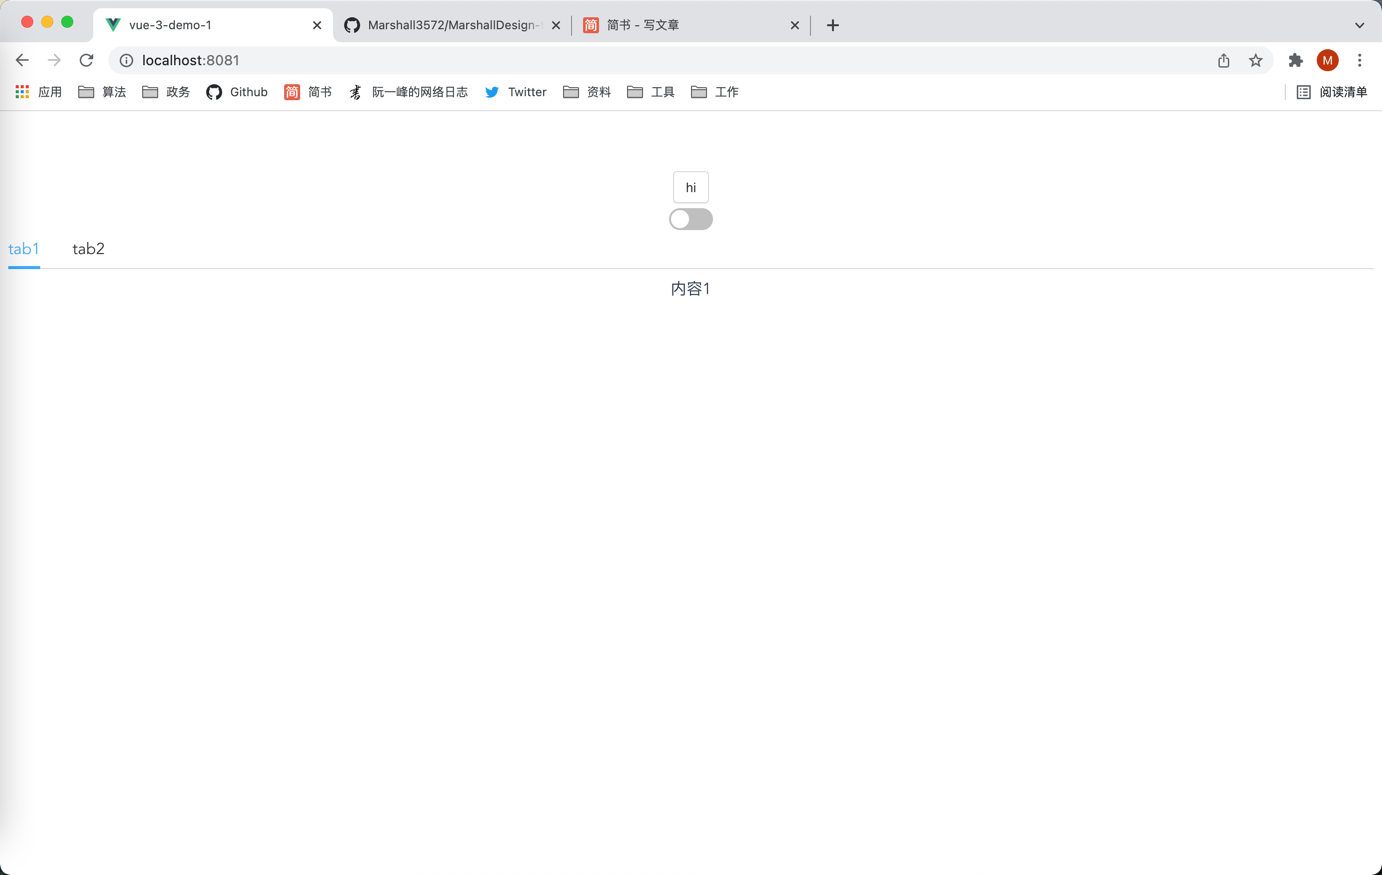 vue-3-demo-1
Marshall3572/MarshallDesign-
简书 - 写文章
localhost:8081
M
应用 算法 政务 Github 简 简书 阮一峰的网络日志 Twitter 资料 工具 工作 阅读清单
hi
tab1 tab2
内容1